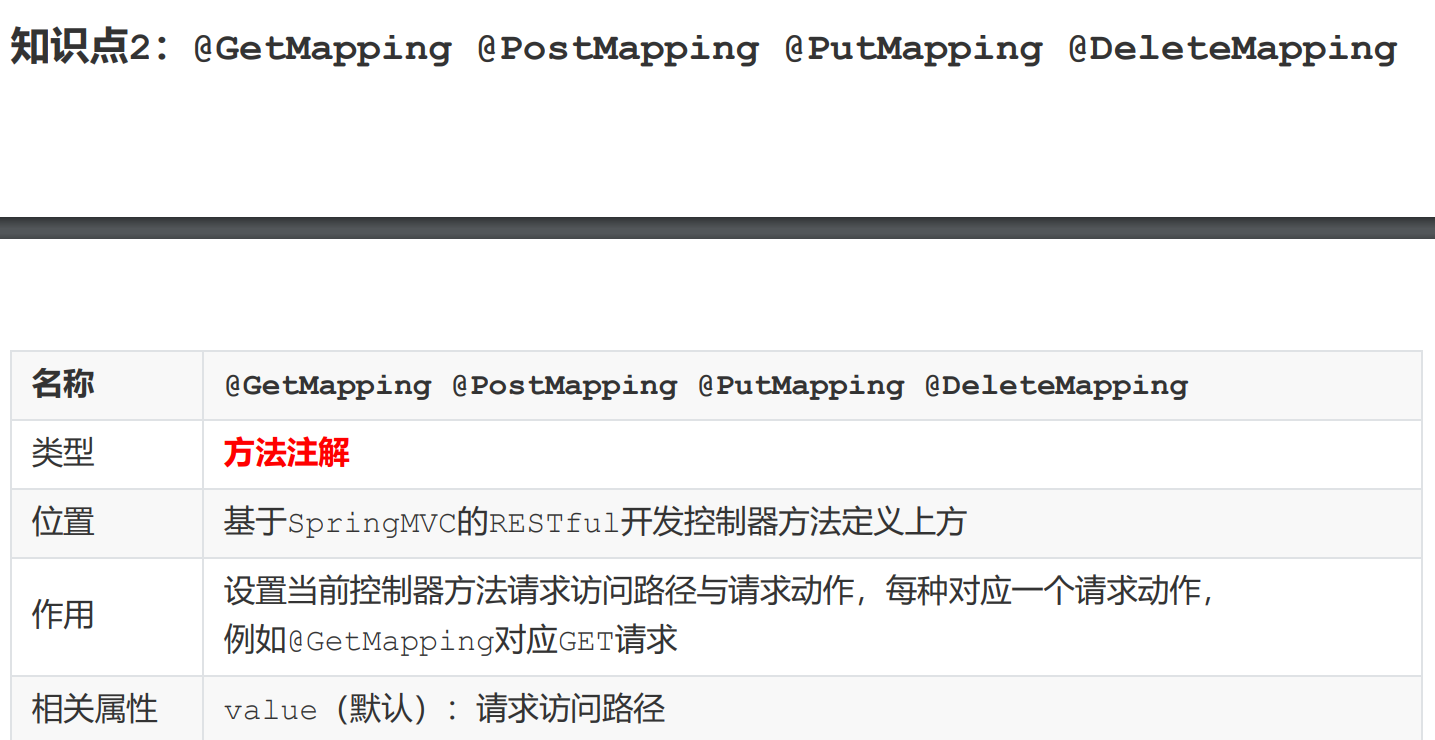 知识点2：@GetMapping @PostMapping @PutMapping @DeleteMapping
名称 @GetMapping @PostMapping @PutMapping @DeleteMapping
类型 方法注解
位置 基于SpringMVC的RESTful开发控制器方法定义上方
作用 设置当前控制器方法请求访问路径与请求动作，每种对应一个请求动作，
例如@GetMapping对应GET请求
相关属性 value（默认）：请求访问路径